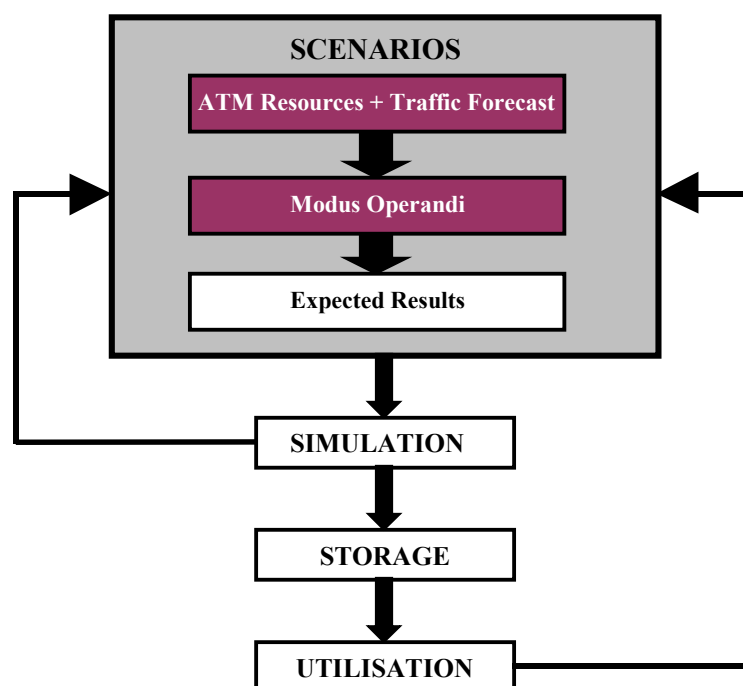 SCENARIOS
ATM Resources + Traffic Forecast
Modus Operandi
Expected Results
SIMULATION
STORAGE
UTILISATION